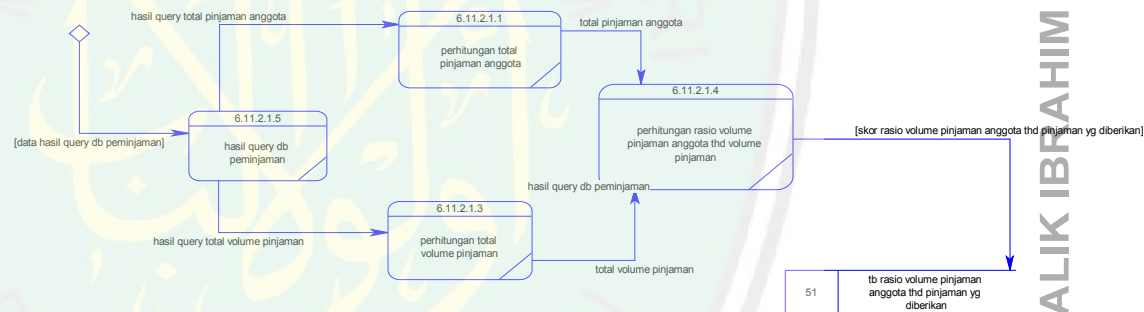 hasil query total pinjaman anggota
6.11.2.1.1
perhitungan total
pinjaman anggota
total pinjaman anggota
6.11.2.1.4
perhitungan rasio volume
pinjaman anggota thd volume
pinjaman
[skor rasio volume pinjaman anggota thd pinjaman yg diberikan]
[data hasil query db peminjaman]
6.11.2.1.5
hasil query db
peminjaman
hasil query db peminjaman
6.11.2.1.3
perhitungan total
volume pinjaman
hasil query total volume pinjaman
total volume pinjaman
51
tb rasio volume pinjaman
anggota thd pinjaman yg
diberikan
ALIK IBRAHIM